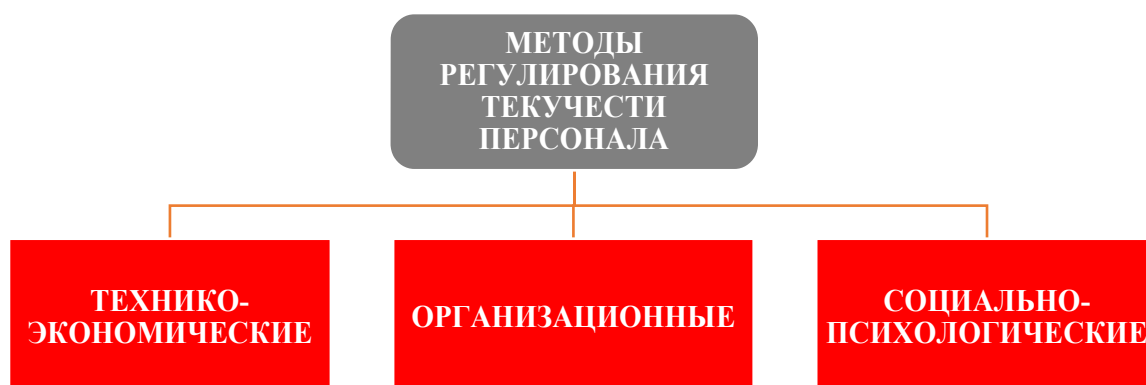 МЕТОДЫ
РЕГУЛИРОВАНИЯ
ТЕКУЧЕСТИ
ПЕРСОНАЛА
ТЕХНИКО-
ЭКОНОМИЧЕСКИЕ
ОРГАНИЗАЦИОННЫЕ
СОЦИАЛЬНО-
ПСИХОЛОГИЧЕСКИЕ